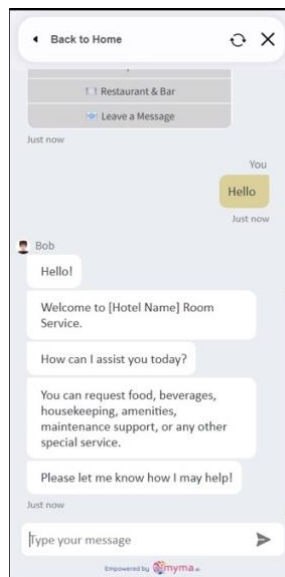 Back to Home
Restaurant & Bar
Leave a Message
Just now
You
Hello
Just now
Bob
Hello!
Welcome to [Hotel Name] Room
Service.
How can I assist you today?
You can request food, beverages,
housekeeping, amenities,
maintenance support, or any other
special service.
Please let me know how I may help!
Just now
Type your message
Empowered by myma.ai